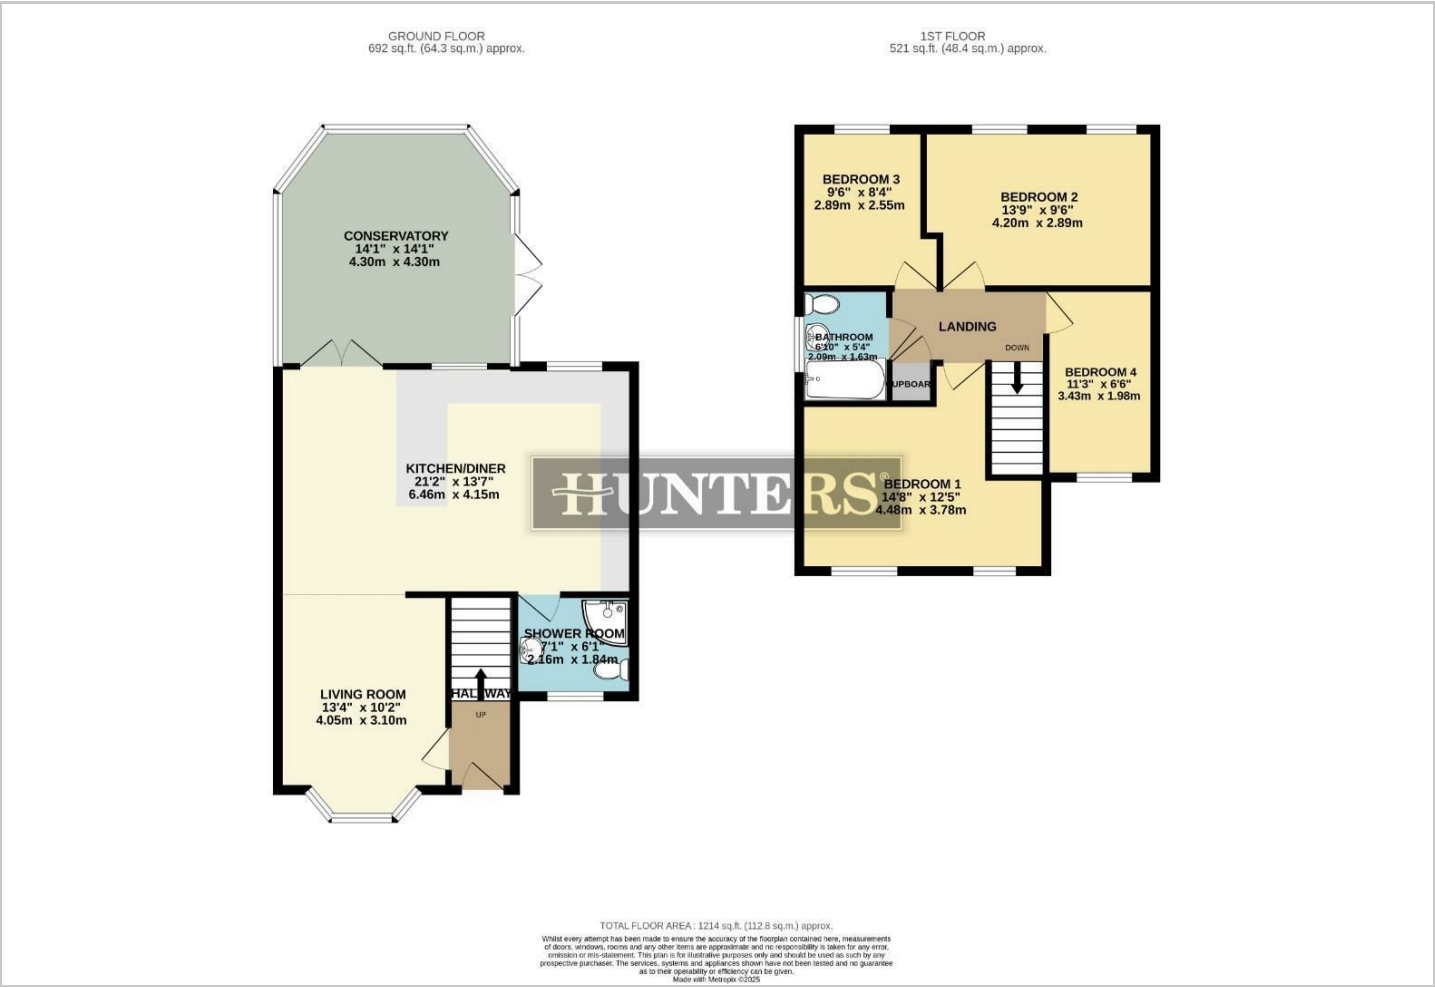 GROUND FLOOR
692 sq.ft. (64.3 sq.m.) approx.
1ST FLOOR
521 sq.ft. (48.4 sq.m.) approx.
CONSERVATORY
14'1" x 14'1"
4.30m x 4.30m
KITCHEN/DINER
21'2" x 13'7"
6.46m x 4.15m
SHOWER ROOM
7'1" x 6'1"
2.16m x 1.84m
LIVING ROOM
13'4" x 10'2"
4.05m x 3.10m
HALLWAY
UP
BEDROOM 3
9'6" x 8'4"
2.89m x 2.55m
BEDROOM 2
13'9" x 9'6"
4.20m x 2.89m
BATHROOM
6'10" x 5'4"
2.09m x 1.63m
LANDING
DOWN
UPBOAR
BEDROOM 4
11'3" x 6'6"
3.43m x 1.98m
BEDROOM 1
14'8" x 12'5"
4.48m x 3.78m
HUNTERS®
TOTAL FLOOR AREA : 1214 sq.ft. (112.8 sq.m.) approx.
Whilst every attempt has been made to ensure the accuracy of the floorplan contained here, measurements
of doors, windows, rooms and any other items are approximate and no responsibility is taken for any error,
omission or mis-statement. This plan is for illustrative purposes only and should be used as such by any
prospective purchaser. The services, systems and appliances shown have not been tested and no guarantee
as to their operability or efficiency can be given.
Made with Metropix ©2025